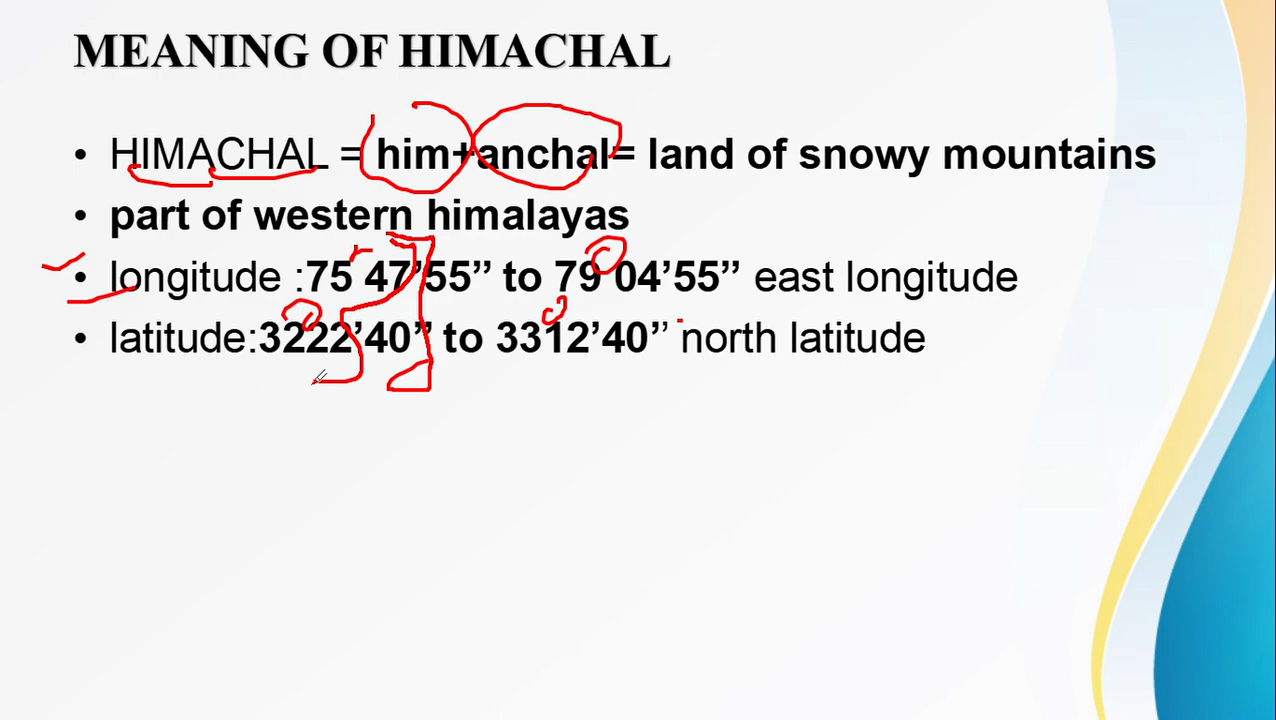 MEANING OF HIMACHAL
• HIMACHAL = him+anchal= land of snowy mountains
• part of western himalayas
• longitude :75 47’55” to 79 04’55” east longitude
• latitude:3222’40” to 3312’40” north latitude